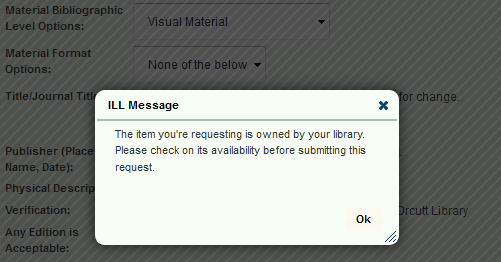 Material Bibliographic
Level Options:
Visual Material
Material Format
Options:
None of the below
Title/Journal Titl
for change.
ILL Message
The item you're requesting is owned by your library.
Please check on its availability before submitting this
request.
Ok
Publisher (Place
Name, Date):
Physical Descrip
Verification:
Orcutt Library
Any Edition is
Acceptable: